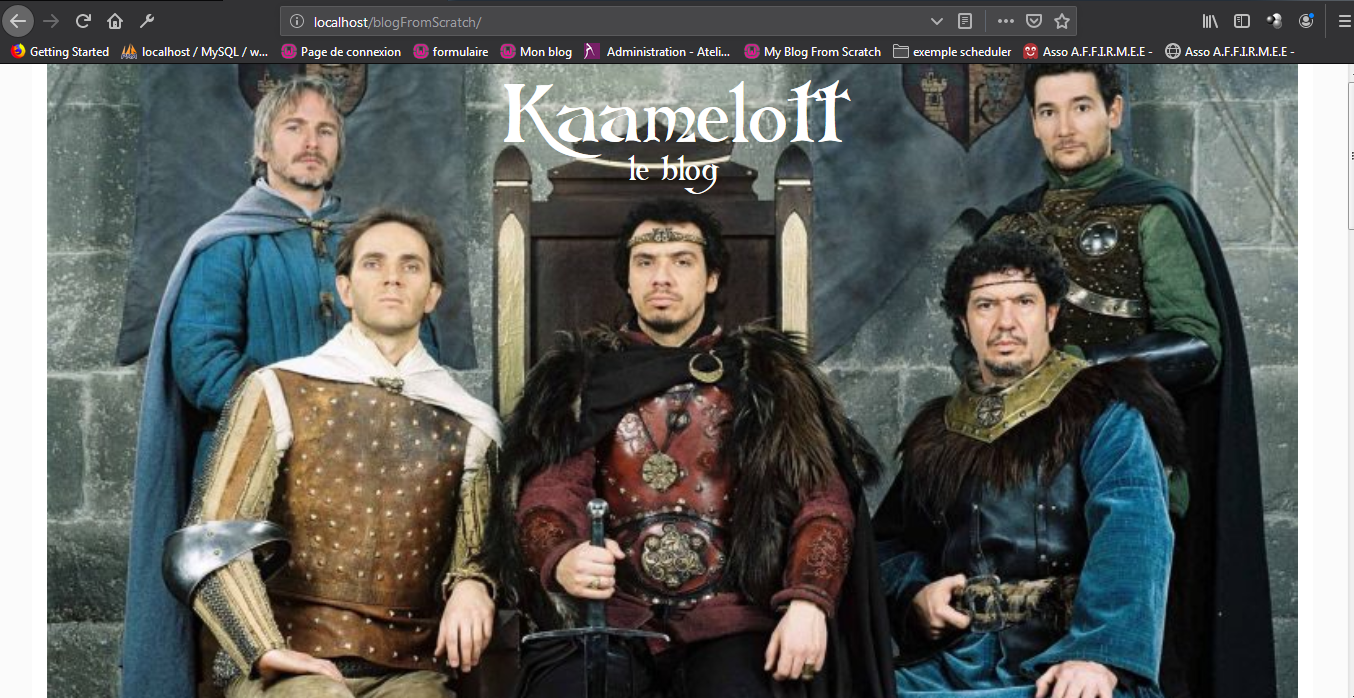 localhost/blogFromScratch/
Getting Started localhost / MySQL / w... Page de connexion formulaire Mon blog Administration - Ateli... My Blog From Scratch exemple scheduler Asso A.F.F.I.R.M.E.E - Asso A.F.F.I.R.M.E.E -
Kaamelott
le blog